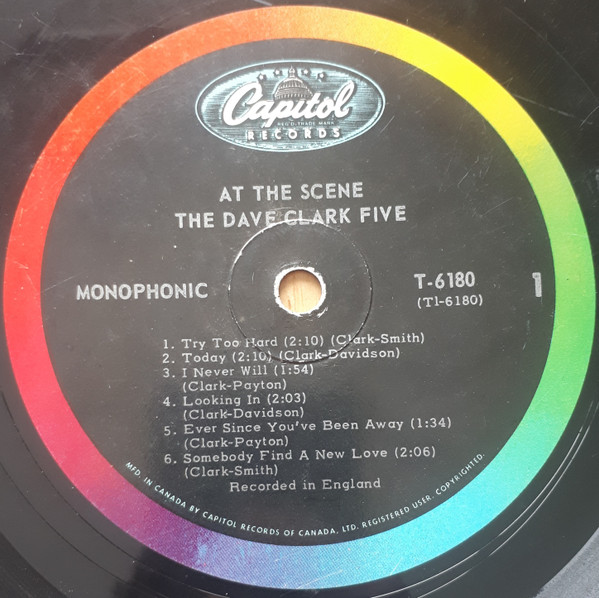 Capitol
REG'D. TRADE MARK
RECORDS
AT THE SCENE
THE DAVE CLARK FIVE
MONOPHONIC
T-6180
(T1-6180)
1
1. Try Too Hard (2:10) (Clark-Smith)
2. Today (2:10) (Clark-Davidson)
3. I Never Will (1:54)
(Clark-Payton)
4. Looking In (2:03)
(Clark-Davidson)
5. Ever Since You've Been Away (1:34)
(Clark-Payton)
6. Somebody Find A New Love (2:06)
(Clark-Smith)
Recorded in England
MFD. IN CANADA BY CAPITOL RECORDS OF CANADA, LTD. REGISTERED USER. COPYRIGHTED.